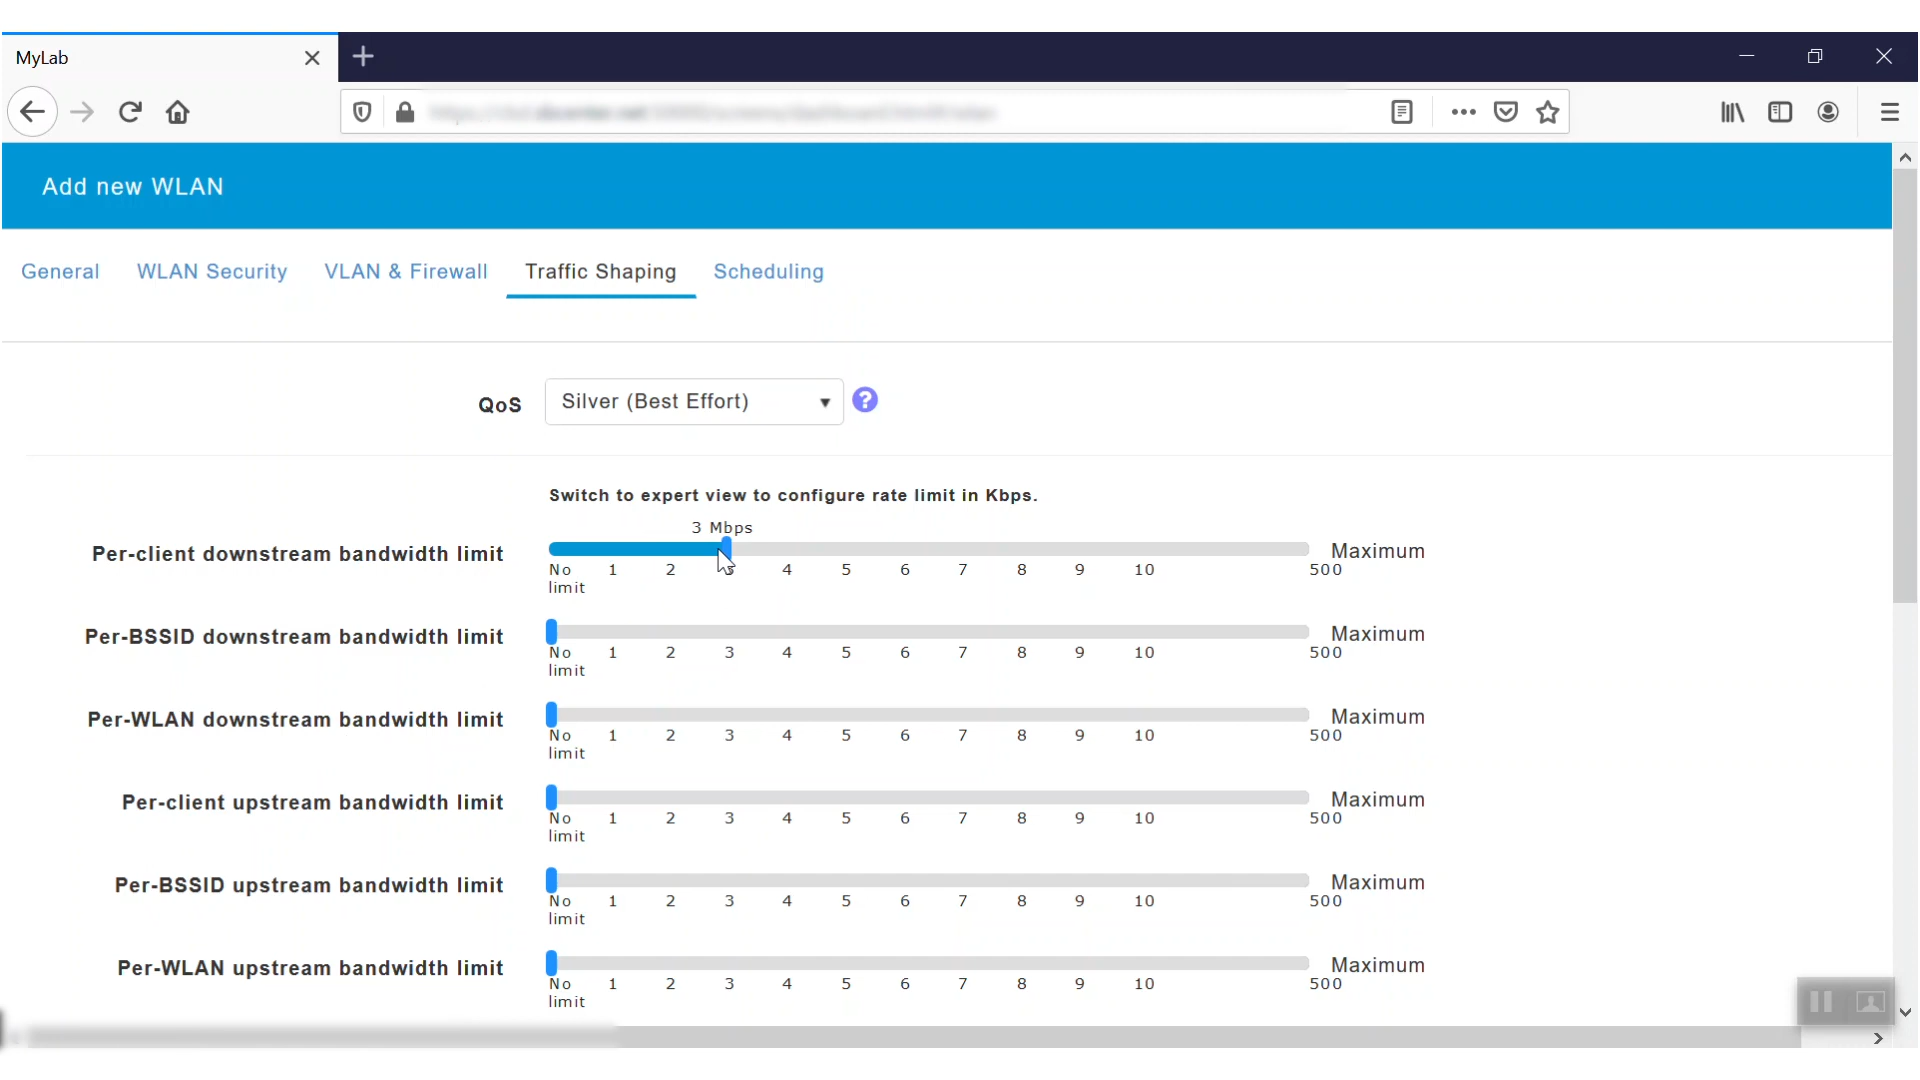 MyLab
Add new WLAN
General WLAN Security VLAN & Firewall Traffic Shaping Scheduling
QoS Silver (Best Effort) ?
Switch to expert view to configure rate limit in Kbps.
3 Mbps
Per-client downstream bandwidth limit Maximum
No limit 1 2 3 4 5 6 7 8 9 10 500
Per-BSSID downstream bandwidth limit Maximum
No limit 1 2 3 4 5 6 7 8 9 10 500
Per-WLAN downstream bandwidth limit Maximum
No limit 1 2 3 4 5 6 7 8 9 10 500
Per-client upstream bandwidth limit Maximum
No limit 1 2 3 4 5 6 7 8 9 10 500
Per-BSSID upstream bandwidth limit Maximum
No limit 1 2 3 4 5 6 7 8 9 10 500
Per-WLAN upstream bandwidth limit Maximum
No limit 1 2 3 4 5 6 7 8 9 10 500